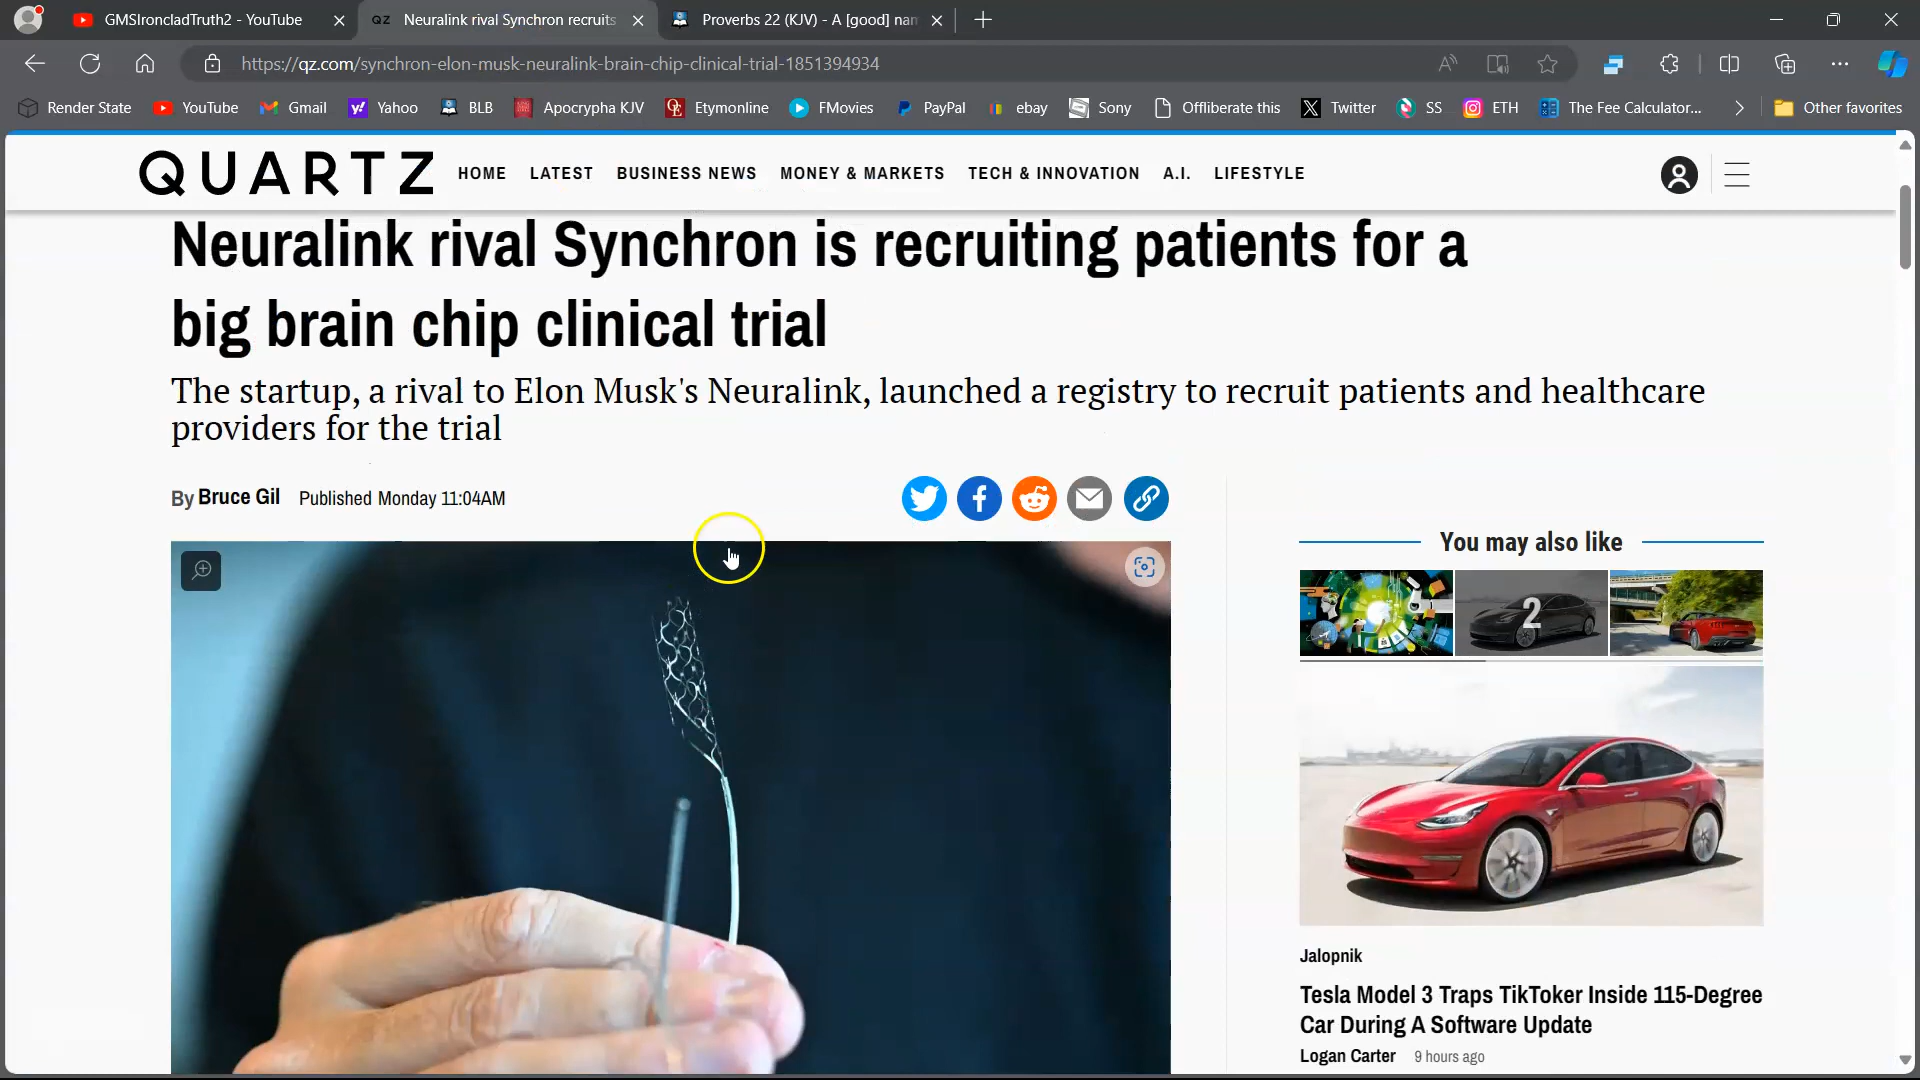 GMSIroncladTruth2 - YouTube
QZ Neuralink rival Synchron recruits
Proverbs 22 (KJV) - A [good] nam
https://qz.com/synchron-elon-musk-neuralink-brain-chip-clinical-trial-1851394934
Render State YouTube Gmail Yahoo BLB Apocrypha KJV Etymonline FMovies PayPal ebay Sony Offliberate this Twitter SS ETH The Fee Calculator... Other favorites
QUARTZ HOME LATEST BUSINESS NEWS MONEY & MARKETS TECH & INNOVATION A.I. LIFESTYLE
Neuralink rival Synchron is recruiting patients for a
big brain chip clinical trial
The startup, a rival to Elon Musk's Neuralink, launched a registry to recruit patients and healthcare
providers for the trial
By Bruce Gil Published Monday 11:04AM
You may also like
2
Jalopnik
Tesla Model 3 Traps TikToker Inside 115-Degree
Car During A Software Update
Logan Carter 9 hours ago